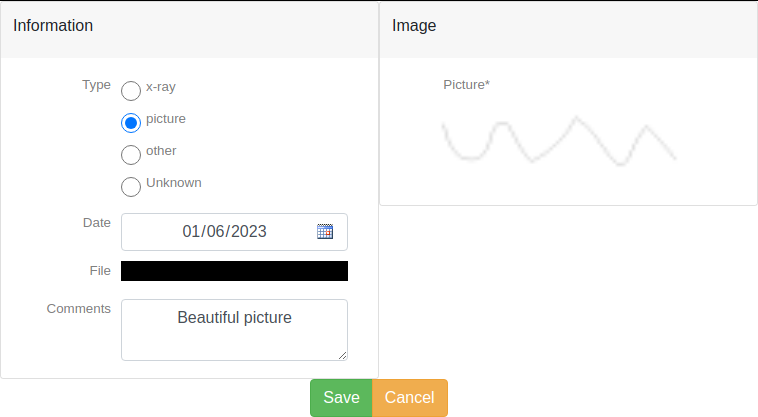 Information
Type
x-ray
picture
other
Unknown
Date
01/06/2023
File
Comments
Beautiful picture
Image
Picture*
Save
Cancel